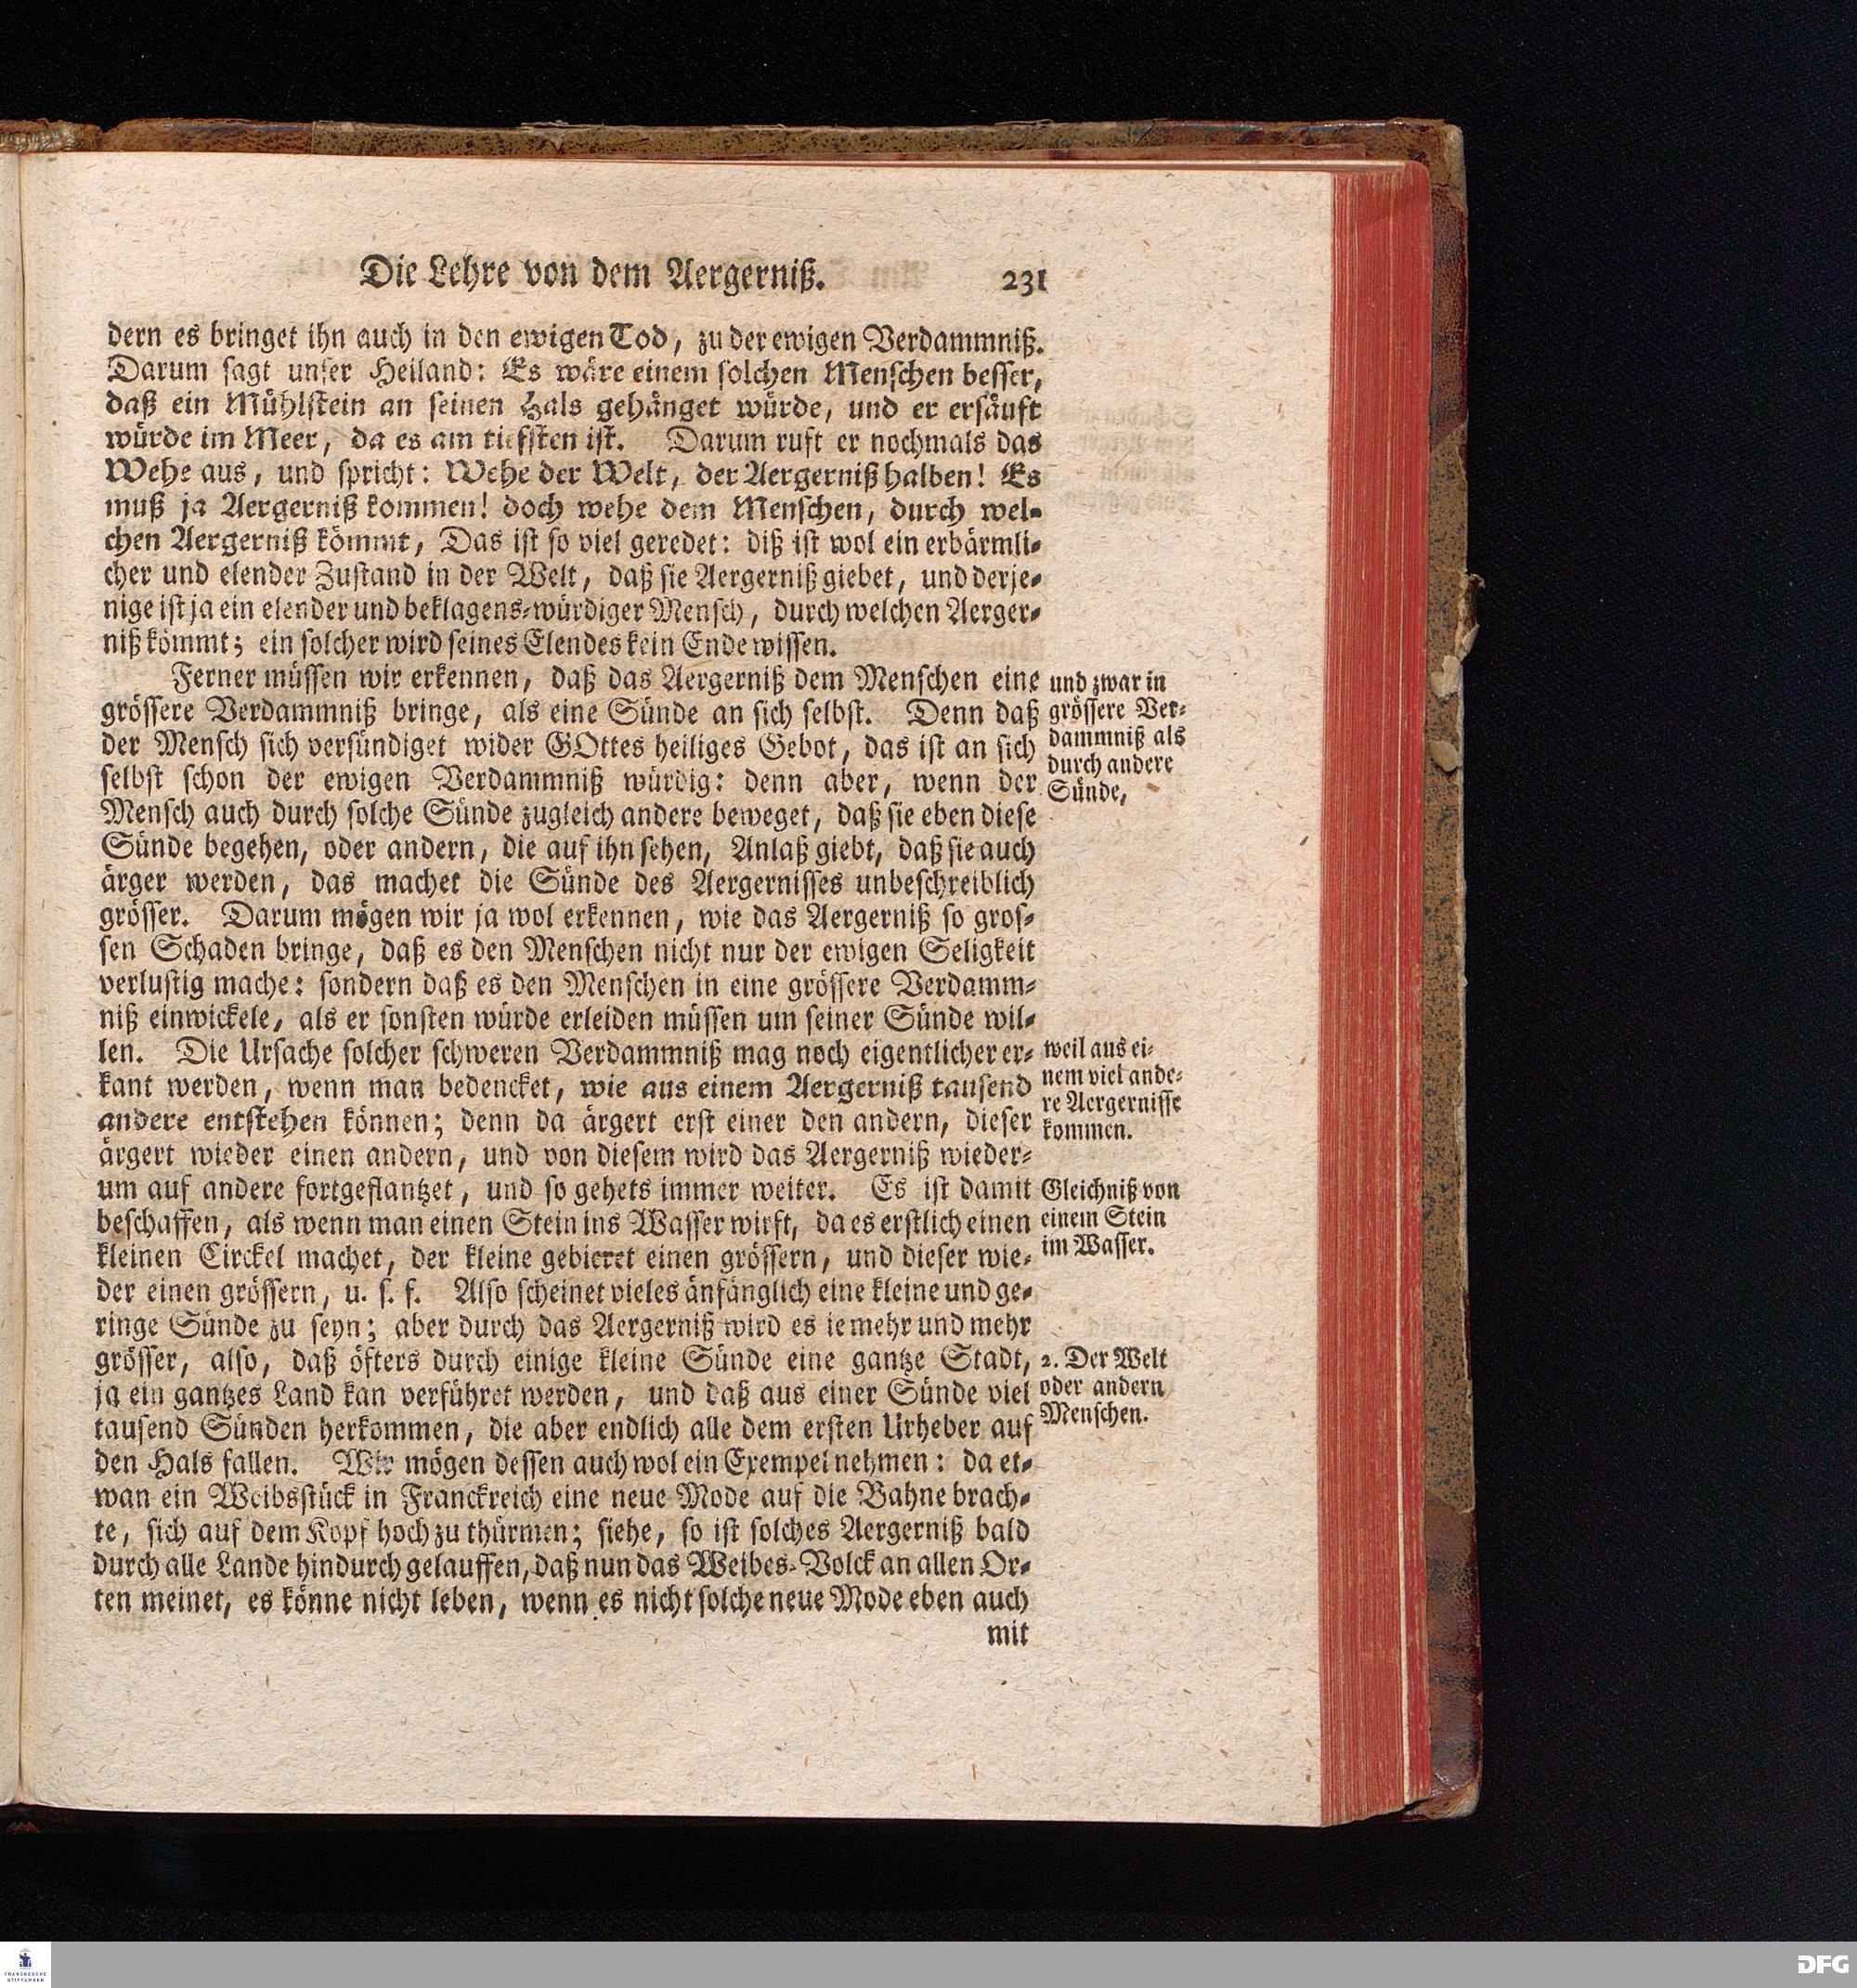 Die Lehre von dem Aergerniß. 231
dern es bringet ihn auch in den ewigen Tod, zu der ewigen Verdammniß.
Darum sagt unser Heiland: Es wäre einem solchen Menschen besser,
daß ein Mühlstein an seinen Hals gehänget würde, und er ersäuft
würde im Meer, da es am tiefsten ist. Darum ruft er nochmals das
Wehe aus, und spricht: Wehe der Welt, der Aergerniß halben! Es
muß ja Aergerniß kommen! doch wehe dem Menschen, durch wel-
chen Aergerniß kömmt, Das ist so viel geredet: diß ist wol ein erbärmli-
cher und elender Zustand in der Welt, daß sie Aergerniß giebet, und derje-
nige ist ja ein elender und beklagens-würdiger Mensch, durch welchen Aerger-
niß kömmt; ein solcher wird seines Elendes kein Ende wissen.
Ferner müssen wir erkennen, daß das Aergerniß dem Menschen eine
grössere Verdammniß bringe, als eine Sünde an sich selbst. Denn daß
der Mensch sich versündiget wider GOttes heiliges Gebot, das ist an sich
selbst schon der ewigen Verdammniß würdig: denn aber, wenn der
Mensch auch durch solche Sünde zugleich andere beweget, daß sie eben diese
Sünde begehen, oder andern, die auf ihn sehen, Anlaß giebt, daß sie auch
ärger werden, das machet die Sünde des Aergernisses unbeschreiblich
grösser. Darum mögen wir ja wol erkennen, wie das Aergerniß so gros-
sen Schaden bringe, daß es den Menschen nicht nur der ewigen Seligkeit
verlustig mache: sondern daß es den Menschen in eine grössere Verdamm-
niß einwickele, als er sonsten würde erleiden müssen um seiner Sünde wil-
len. Die Ursache solcher schweren Verdammniß mag noch eigentlicher er-
kant werden, wenn man bedencket, wie aus einem Aergerniß tausend
andere entstehen können; denn da ärgert erst einer den andern, dieser
ärgert wieder einen andern, und von diesem wird das Aergerniß wieder-
um auf andere fortgeflantzet, und so gehets immer weiter. Es ist damit
beschaffen, als wenn man einen Stein ins Wasser wirft, da es erstlich einen
kleinen Circkel machet, der kleine gebieret einen grössern, und dieser wie-
der einen grössern, u. s. f. Also scheinet vieles änfänglich eine kleine und ge-
ringe Sünde zu seyn; aber durch das Aergerniß wird es ie mehr und mehr
grösser, also, daß öfters durch einige kleine Sünde eine gantze Stadt,
ja ein gantzes Land kan verführet werden, und daß aus einer Sünde viel
tausend Sünden herkommen, die aber endlich alle dem ersten Urheber auf
den Hals fallen. Wir mögen dessen auch wol ein Exempel nehmen: da et-
wan ein Weibsstück in Franckreich eine neue Mode auf die Bahne brach-
te, sich auf dem Kopf hoch zu thürmen; siehe, so ist solches Aergerniß bald
durch alle Lande hindurch gelauffen, daß nun das Weibes-Volck an allen Or-
ten meinet, es könne nicht leben, wenn es nicht solche neue Mode eben auch
mit
und zwar in
grössere Ver-
dammniß als
durch andere
Sünde,
weil aus ei-
nem viel ande-
re Aergernisse
kommen.
Gleichniß von
einem Stein
im Wasser.
2. Der Welt
oder andern
Menschen.
FRANCKESCHE
STIFTUNGEN
DFG